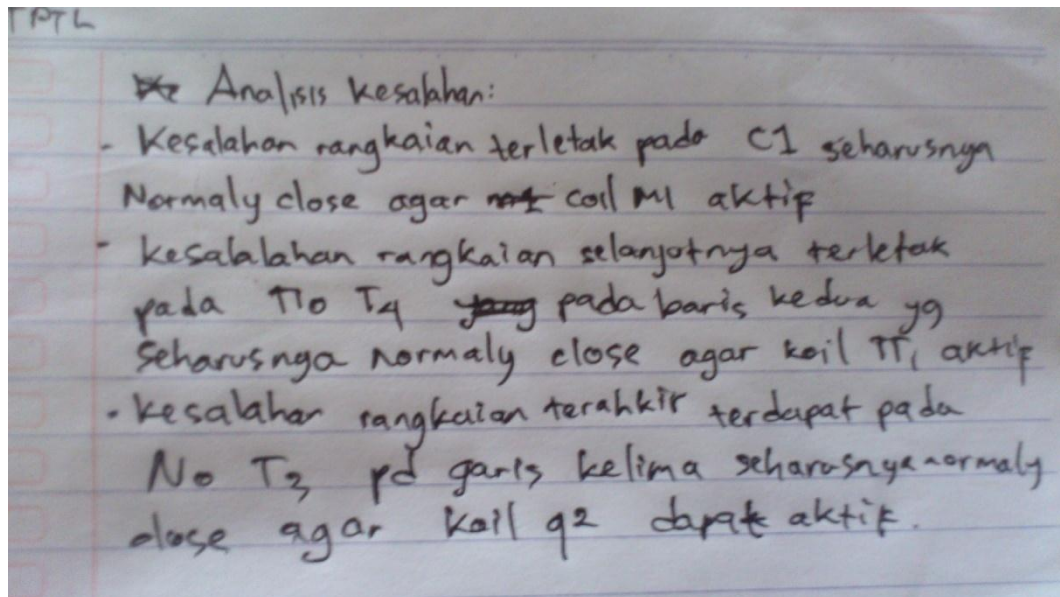 TPTL
Analisis kesalahan:
- Kesalahan rangkaian terletak pada C1 seharusnya
Normaly close agar coil M1 aktif
- kesalalahan rangkaian selanjutnya terletak
pada no T4 pada baris kedua yg
seharusnya normaly close agar koil TT1 aktif
- kesalahan rangkaian terahkir terdapat pada
No T3 pd garis kelima seharusnya normaly
close agar koil q2 dapat aktif.